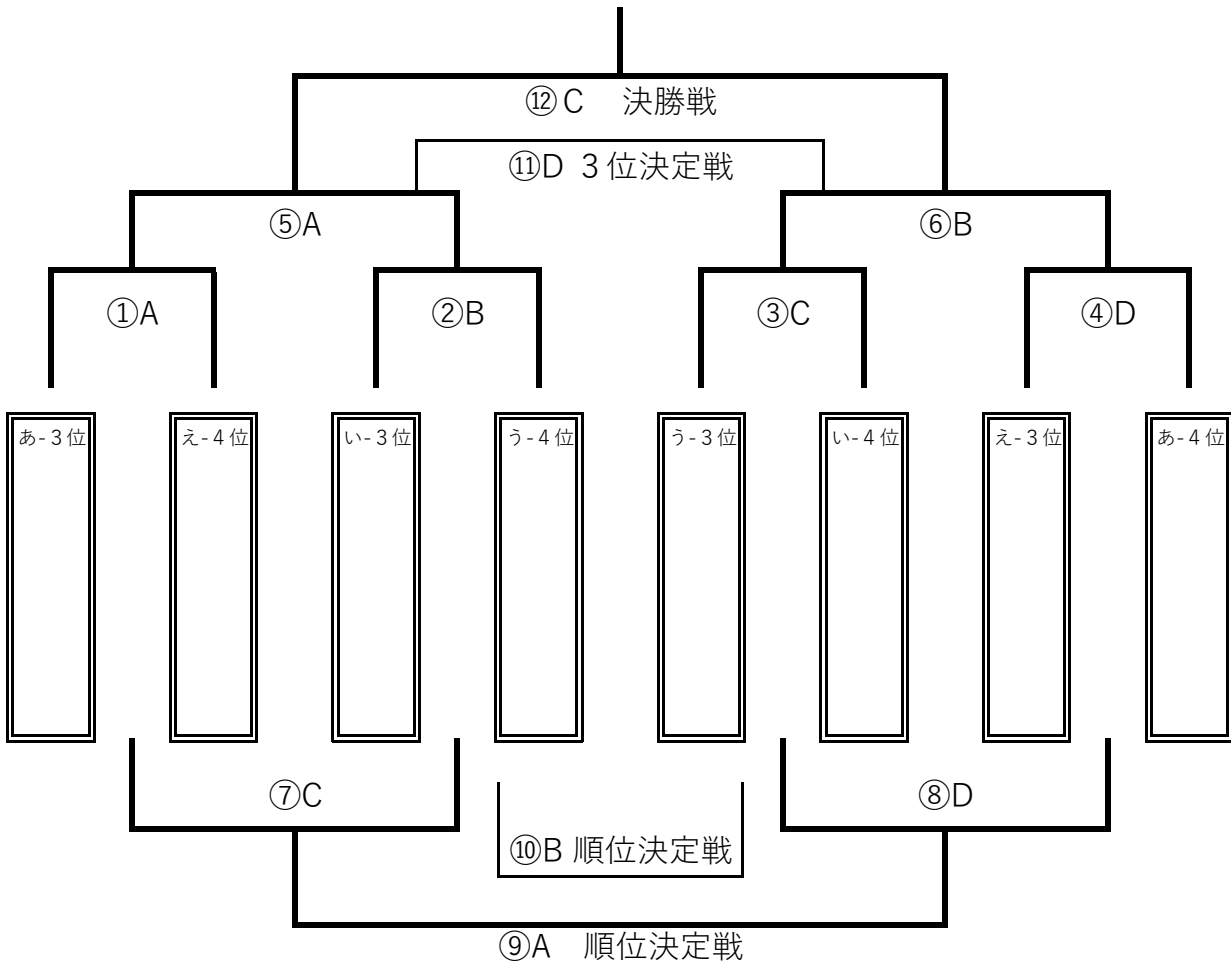 ⑫C 決勝戦
⑪D 3位決定戦
⑤A
⑥B
①A
②B
③C
④D
あ-3位
え-4位
い-3位
う-4位
う-3位
い-4位
え-3位
あ-4位
⑦C
⑧D
⑩B 順位決定戦
⑨A 順位決定戦